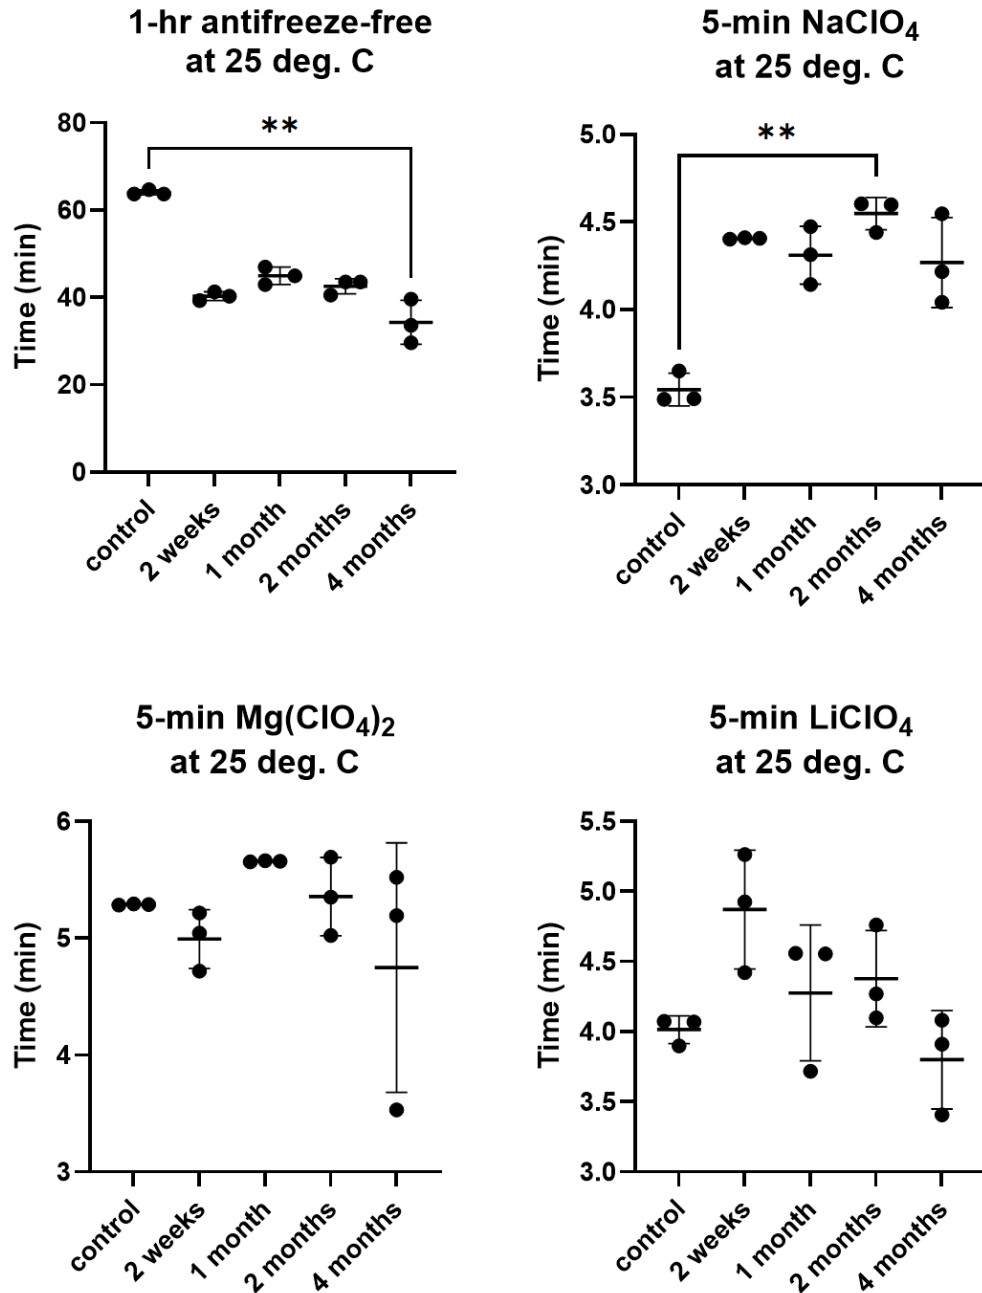 1-hr antifreeze-free
at 25 deg. C
**
80
60
40
20
0
Time (min)
control
2 weeks
1 month
2 months
4 months
5-min NaClO₄
at 25 deg. C
**
5.0
4.5
4.0
3.5
3.0
Time (min)
control
2 weeks
1 month
2 months
4 months
5-min Mg(ClO₄)₂
at 25 deg. C
6
5
4
3
Time (min)
control
2 weeks
1 month
2 months
4 months
5-min LiClO₄
at 25 deg. C
5.5
5.0
4.5
4.0
3.5
3.0
Time (min)
control
2 weeks
1 month
2 months
4 months